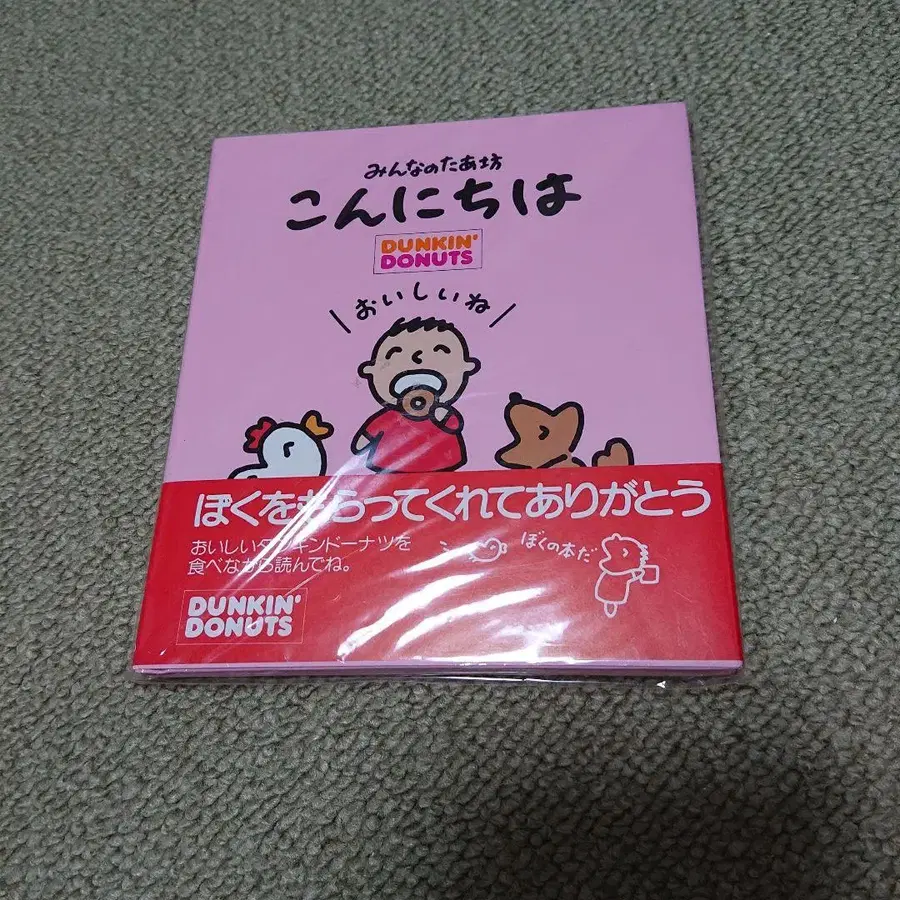 みんなのたあ坊
こんにちは
DUNKIN'
DONUTS
おいしいね
ぼくをもらってくれてありがとう
おいしいダンキンドーナツを
食べながら読んでね。
ぼくの本だ
DUNKIN'
DONUTS